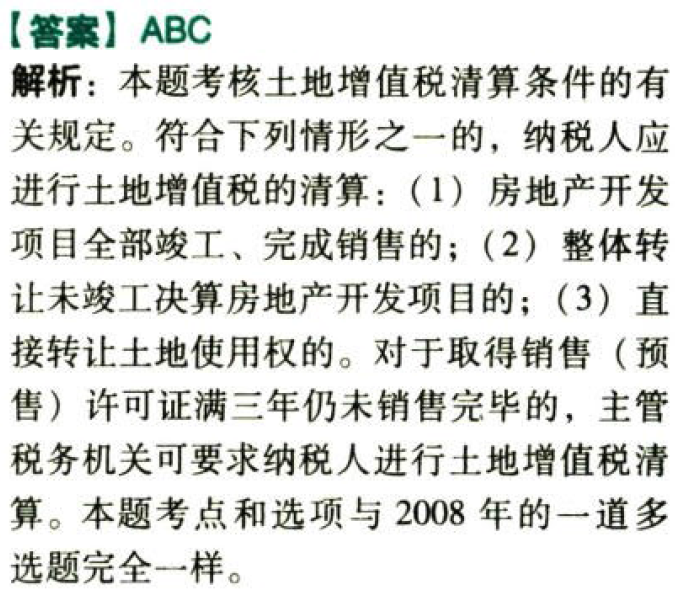 【答案】ABC
解析：本题考核土地增值税清算条件的有
关规定。符合下列情形之一的，纳税人应
进行土地增值税的清算：（1）房地产开发
项目全部竣工、完成销售的；（2）整体转
让未竣工决算房地产开发项目的；（3）直
接转让土地使用权的。对于取得销售（预
售）许可证满三年仍未销售完毕的，主管
税务机关可要求纳税人进行土地增值税清
算。本题考点和选项与 2008 年的一道多
选题完全一样。